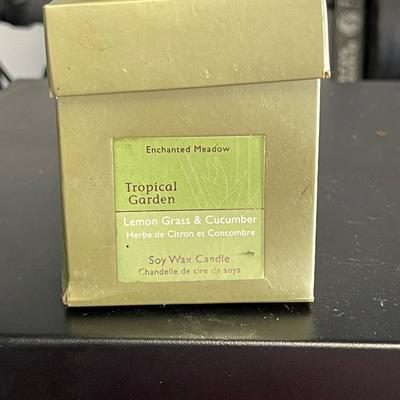 Enchanted Meadow
Tropical
Garden
Lemon Grass & Cucumber
Herbe de Citron et Concombre
Soy Wax Candle
Chandelle de cire de soya